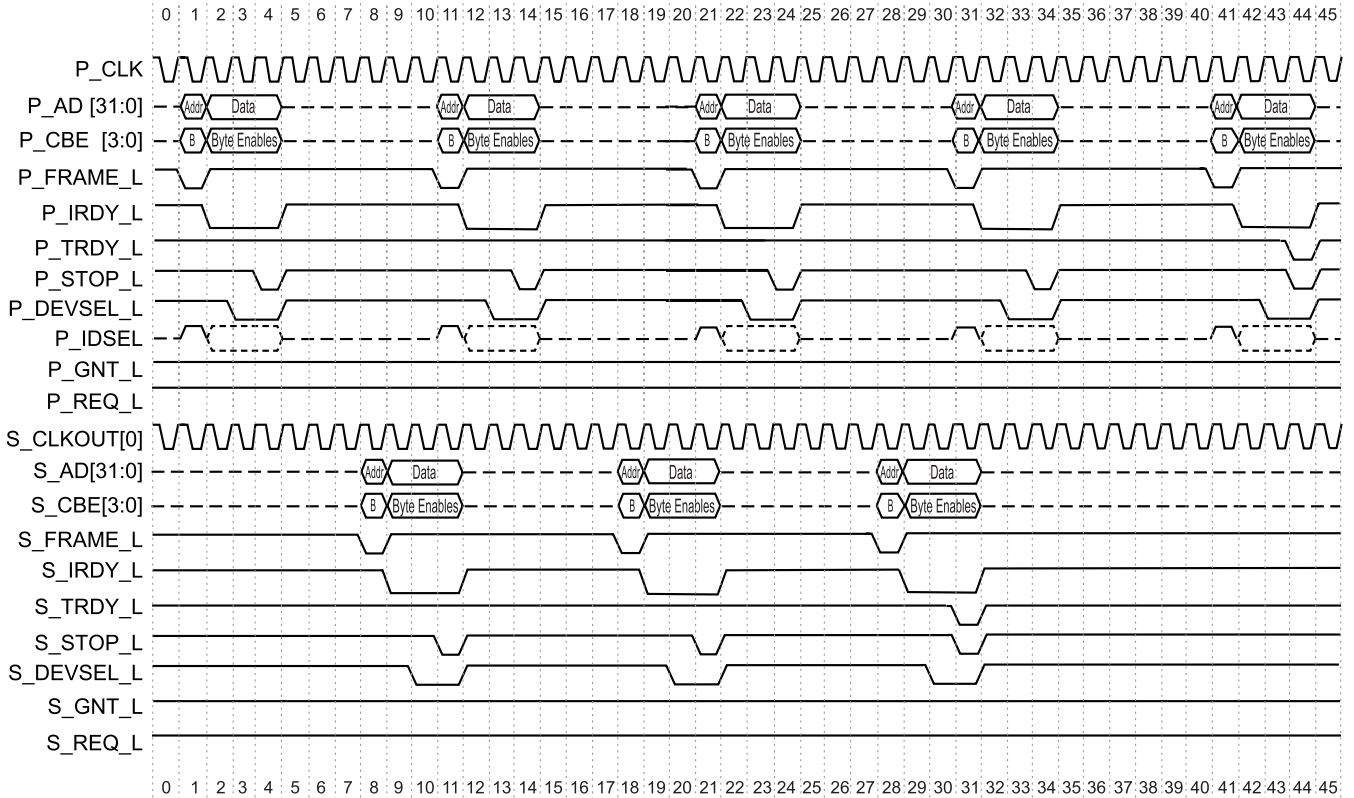 0 1 2 3 4 5 6 7 8 9 10 11 12 13 14 15 16 17 18 19 20 21 22 23 24 25 26 27 28 29 30 31 32 33 34 35 36 37 38 39 40 41 42 43 44 45
P_CLK
P_AD [31:0] Addr Data Addr Data Addr Data Addr Data Addr Data
P_CBE [3:0] B Byte Enables B Byte Enables B Byte Enables B Byte Enables B Byte Enables
P_FRAME_L
P_IRDY_L
P_TRDY_L
P_STOP_L
P_DEVSEL_L
P_IDSEL
P_GNT_L
P_REQ_L
S_CLKOUT[0]
S_AD[31:0] Addr Data Addr Data Addr Data
S_CBE[3:0] B Byte Enables B Byte Enables B Byte Enables
S_FRAME_L
S_IRDY_L
S_TRDY_L
S_STOP_L
S_DEVSEL_L
S_GNT_L
S_REQ_L
0 1 2 3 4 5 6 7 8 9 10 11 12 13 14 15 16 17 18 19 20 21 22 23 24 25 26 27 28 29 30 31 32 33 34 35 36 37 38 39 40 41 42 43 44 45